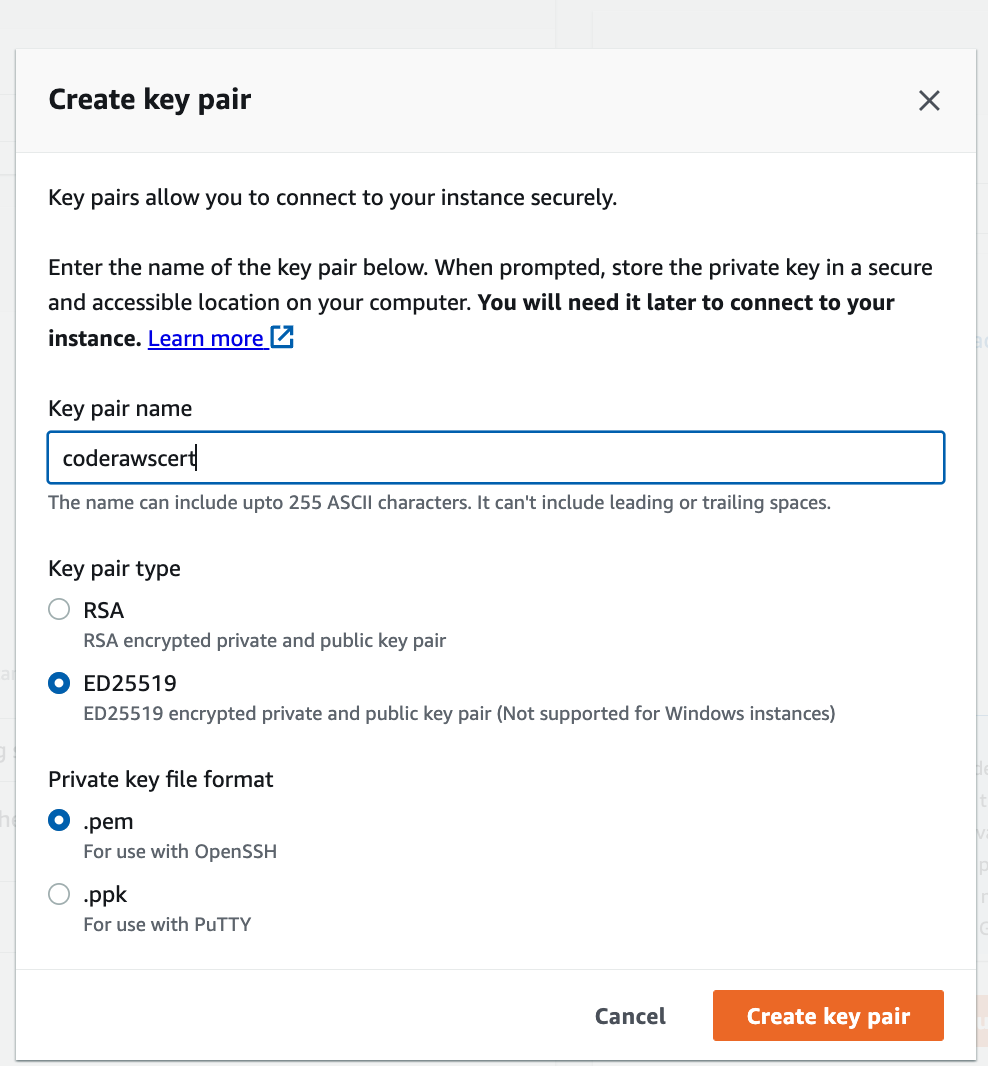 Create key pair
Key pairs allow you to connect to your instance securely.
Enter the name of the key pair below. When prompted, store the private key in a secure
and accessible location on your computer. You will need it later to connect to your
instance. Learn more
Key pair name
coderawscert
The name can include upto 255 ASCII characters. It can't include leading or trailing spaces.
Key pair type
RSA
RSA encrypted private and public key pair
ED25519
ED25519 encrypted private and public key pair (Not supported for Windows instances)
Private key file format
.pem
For use with OpenSSH
.ppk
For use with PuTTY
Cancel
Create key pair